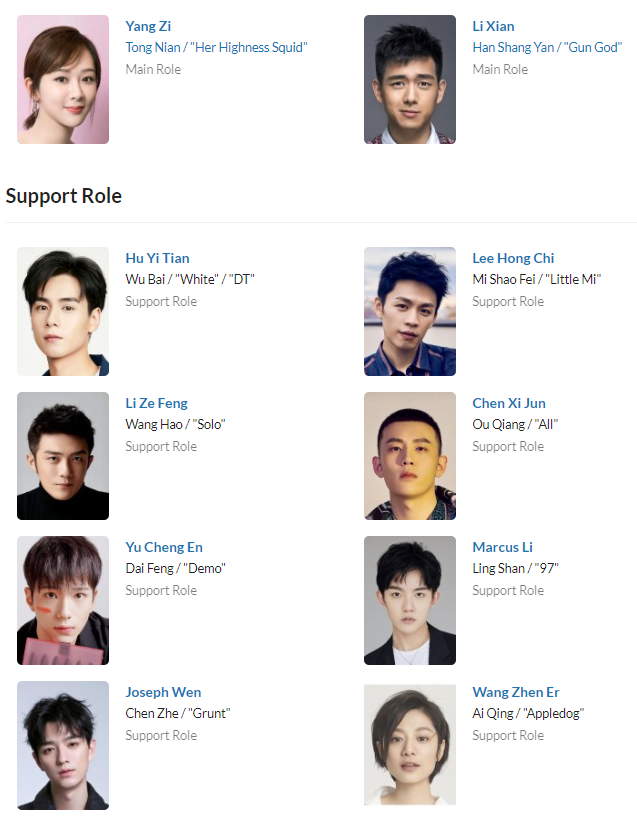 Yang Zi
Tong Nian / "Her Highness Squid"
Main Role
Li Xian
Han Shang Yan / "Gun God"
Main Role
Support Role
Hu Yi Tian
Wu Bai / "White" / "DT"
Support Role
Lee Hong Chi
Mi Shao Fei / "Little Mi"
Support Role
Li Ze Feng
Wang Hao / "Solo"
Support Role
Chen Xi Jun
Ou Qiang / "All"
Support Role
Yu Cheng En
Dai Feng / "Demo"
Support Role
Marcus Li
Ling Shan / "97"
Support Role
Joseph Wen
Chen Zhe / "Grunt"
Support Role
Wang Zhen Er
Ai Qing / "Appledog"
Support Role